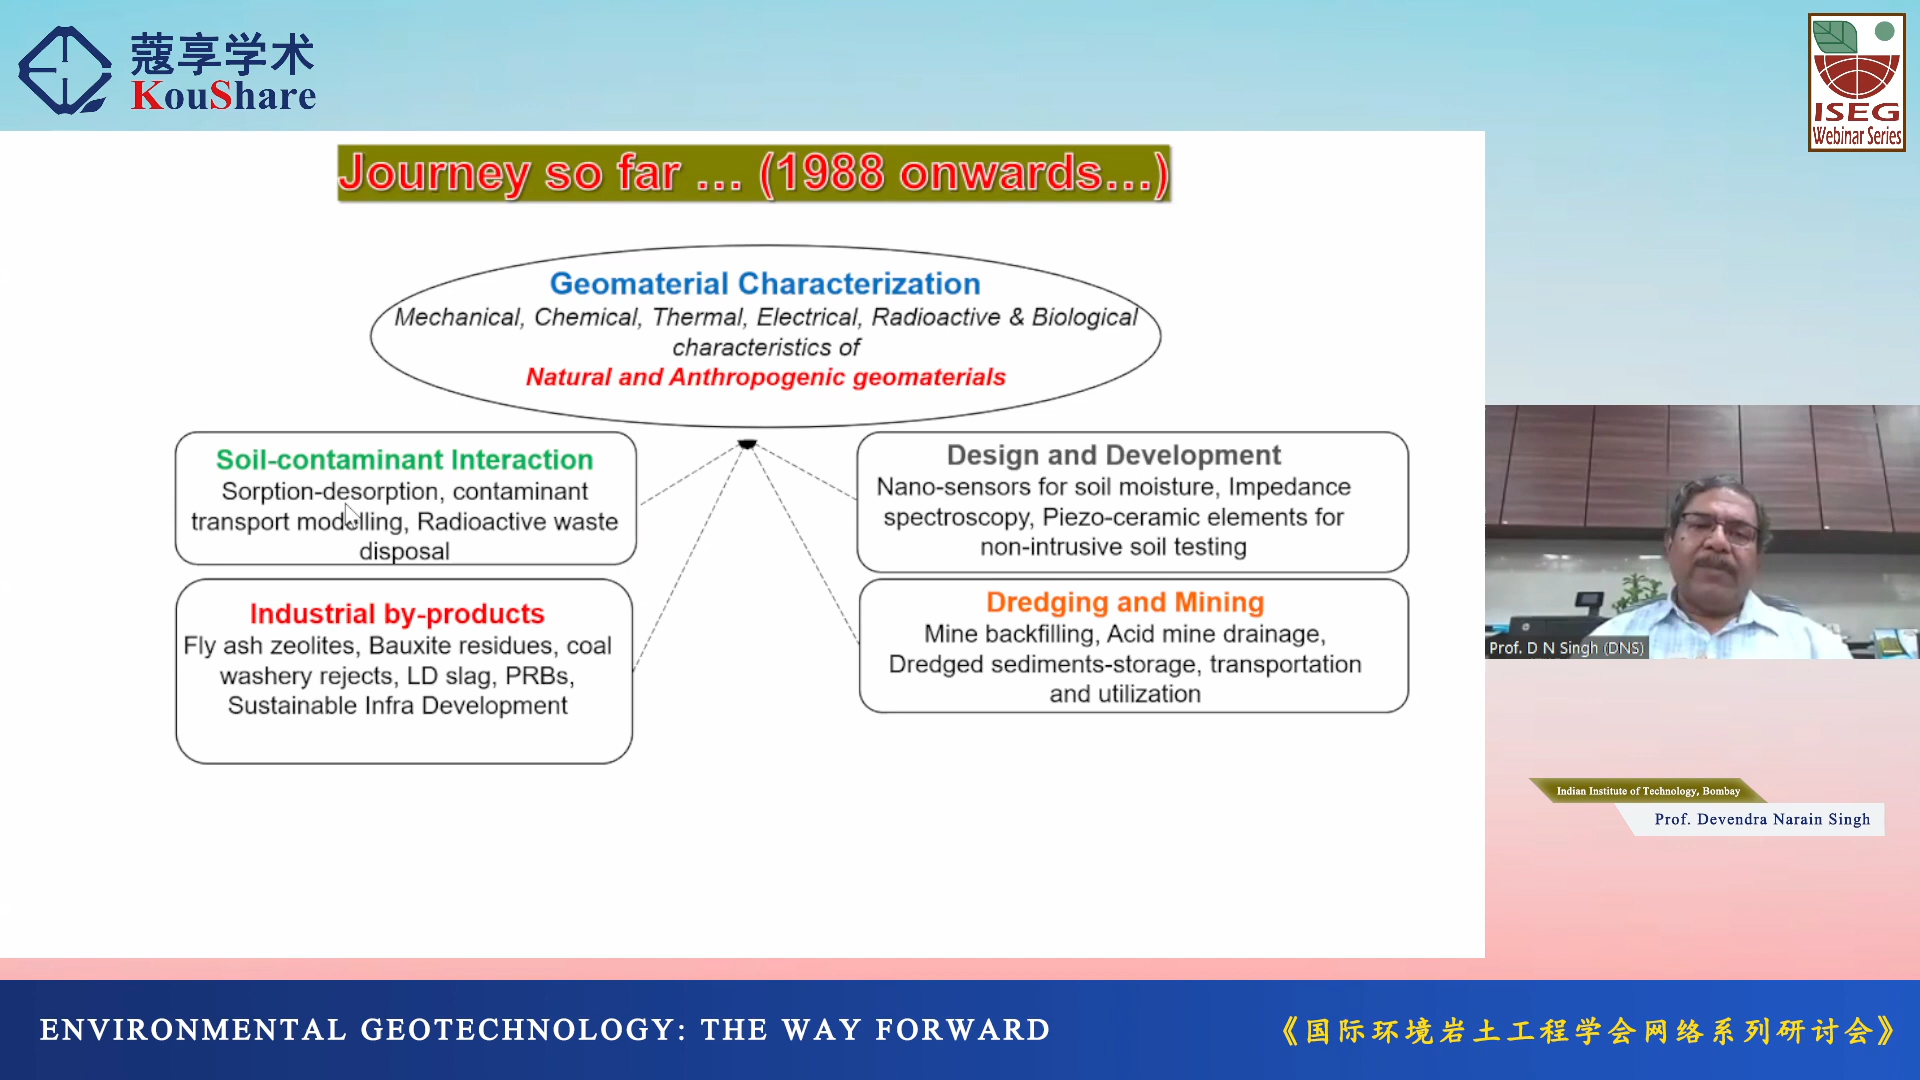 蔻享学术
KouShare
ISEG
Webinar Series
Journey so far ... (1988 onwards...)
Geomaterial Characterization
Mechanical, Chemical, Thermal, Electrical, Radioactive & Biological
characteristics of
Natural and Anthropogenic geomaterials
Soil-contaminant Interaction
Sorption-desorption, contaminant
transport modelling, Radioactive waste
disposal
Design and Development
Nano-sensors for soil moisture, Impedance
spectroscopy, Piezo-ceramic elements for
non-intrusive soil testing
Industrial by-products
Fly ash zeolites, Bauxite residues, coal
washery rejects, LD slag, PRBs,
Sustainable Infra Development
Dredging and Mining
Mine backfilling, Acid mine drainage,
Dredged sediments-storage, transportation
and utilization
Prof. D N Singh (DNS)
Indian Institute of Technology, Bombay
Prof. Devendra Narain Singh
ENVIRONMENTAL GEOTECHNOLOGY: THE WAY FORWARD
《国际环境岩土工程学会网络系列研讨会》